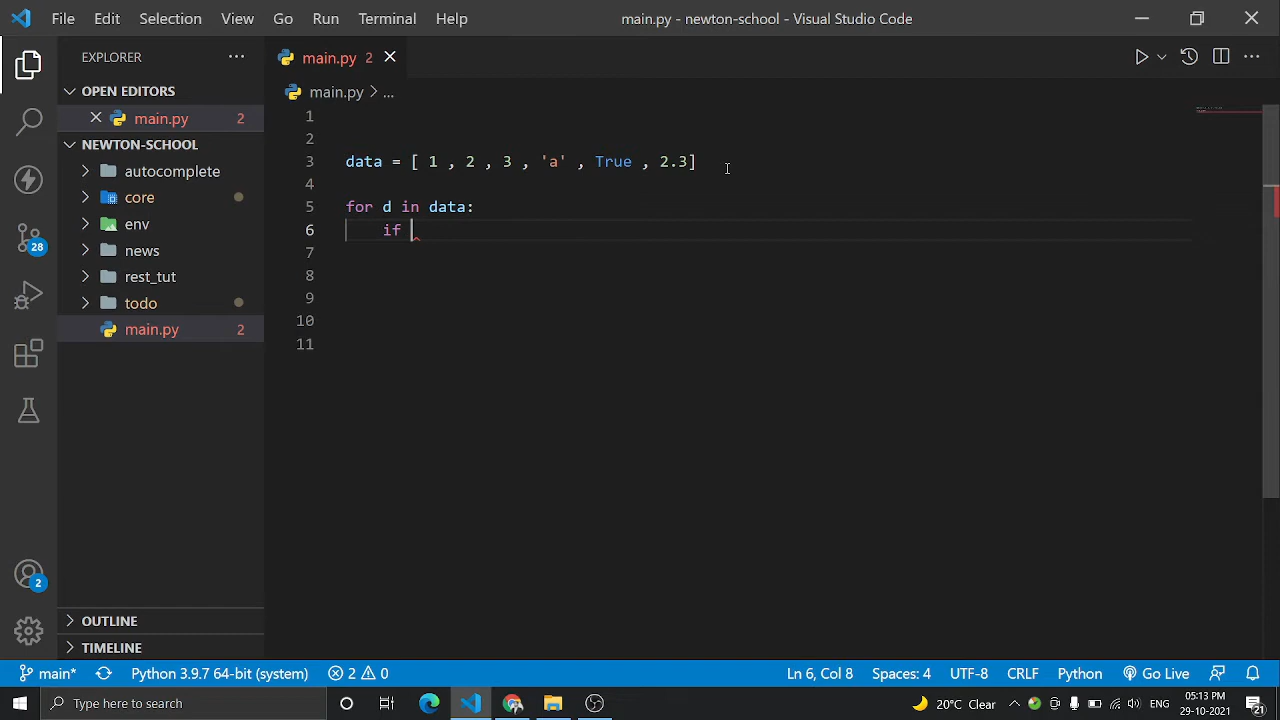 File Edit Selection View Go Run Terminal Help main.py - newton-school - Visual Studio Code
EXPLORER
main.py 2
OPEN EDITORS
main.py 2
main.py > ...
NEWTON-SCHOOL
autocomplete
core
env
news
rest_tut
todo
main.py 2
1
2
3 data = [ 1 , 2 , 3 , 'a' , True , 2.3]
4
5 for d in data:
6 if
7
8
9
10
11
28
2
OUTLINE
TIMELINE
main* Python 3.9.7 64-bit (system) 2 0 Ln 6, Col 8 Spaces: 4 UTF-8 CRLF Python Go Live
Type here to search
20°C Clear ENG 05:13 PM
29-10-2021
21